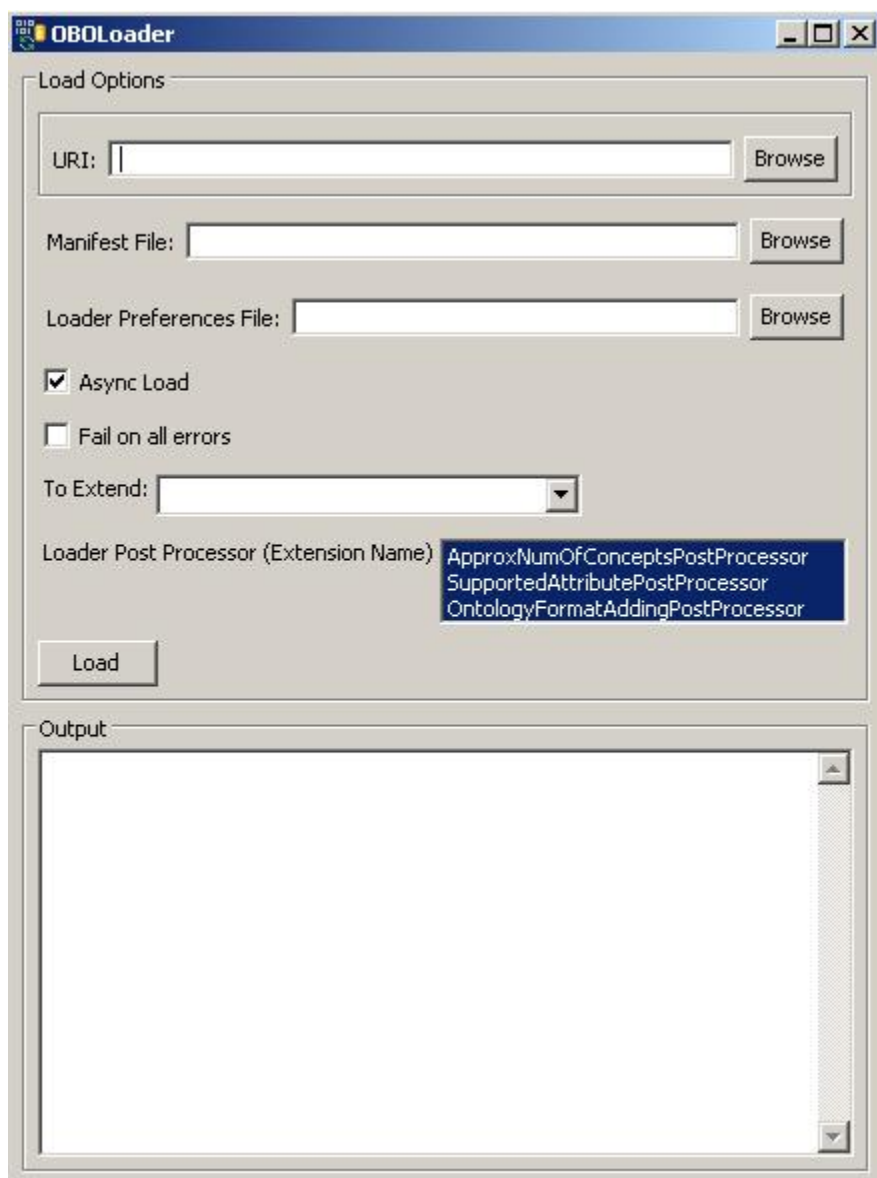 OBOLoader
Load Options
URI: Browse
Manifest File: Browse
Loader Preferences File: Browse
Async Load
Fail on all errors
To Extend:
Loader Post Processor (Extension Name)
ApproxNumOfConceptsPostProcessor
SupportedAttributePostProcessor
OntologyFormatAddingPostProcessor
Load
Output